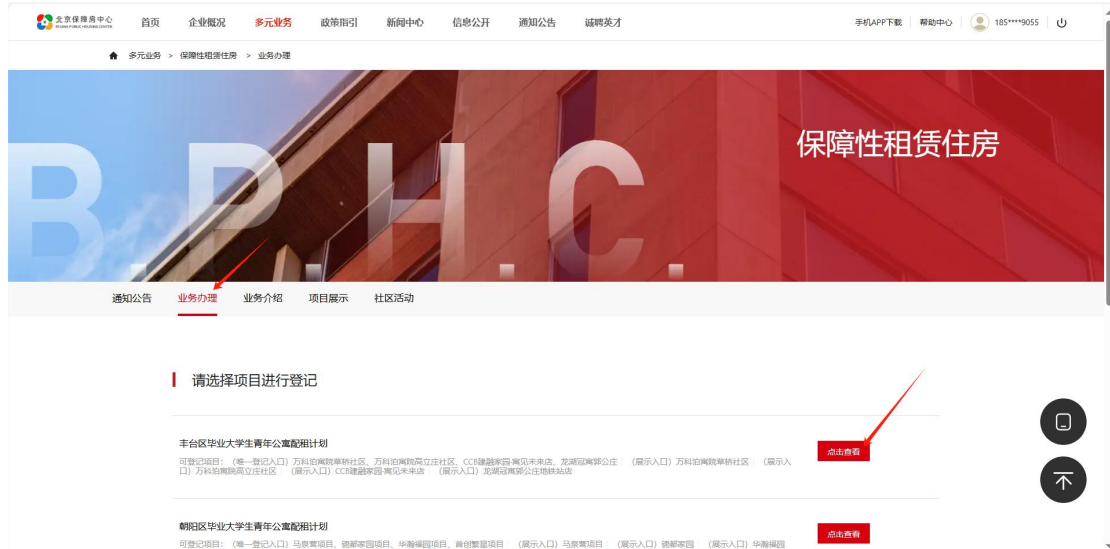 北京保障房中心
BEIJING PUBLIC HOUSING CENTER
首页 企业概况 多元业务 政策指引 新闻中心 信息公开 通知公告 诚聘英才 手机APP下载 帮助中心 185****9055
多元业务 > 保障性租赁住房 > 业务办理
B.P.H.C.
保障性租赁住房
通知公告 业务办理 业务介绍 项目展示 社区活动
请选择项目进行登记
丰台区毕业大学生青年公寓配租计划
点击查看
可登记项目：（唯一登记入口）万科泊寓院草桥社区、万科泊寓院高立庄社区、CCB建融家园·寓见未来店、龙湖冠寓郭公庄 （展示入口）万科泊寓院草桥社区 （展示入
口）万科泊寓院高立庄社区 （展示入口）CCB建融家园·寓见未来店 （展示入口）龙湖冠寓郭公庄地铁站店
朝阳区毕业大学生青年公寓配租计划
点击查看
可登记项目：（唯一登记入口）马泉营项目、锦都家园项目、华瀚福园项目、首创繁星项目 （展示入口）马泉营项目 （展示入口）锦都家园 （展示入口）华瀚福园